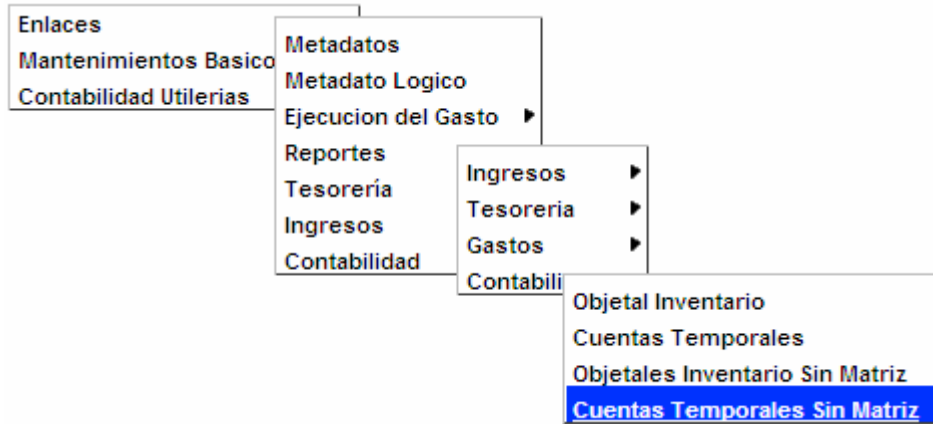 Enlaces
Mantenimientos Basico
Contabilidad Utilerias
Metadatos
Metadato Logico
Ejecucion del Gasto
Reportes
Tesorería
Ingresos
Contabilidad
Ingresos
Tesoreria
Gastos
Contabili
Objetal Inventario
Cuentas Temporales
Objetales Inventario Sin Matriz
Cuentas Temporales Sin Matriz